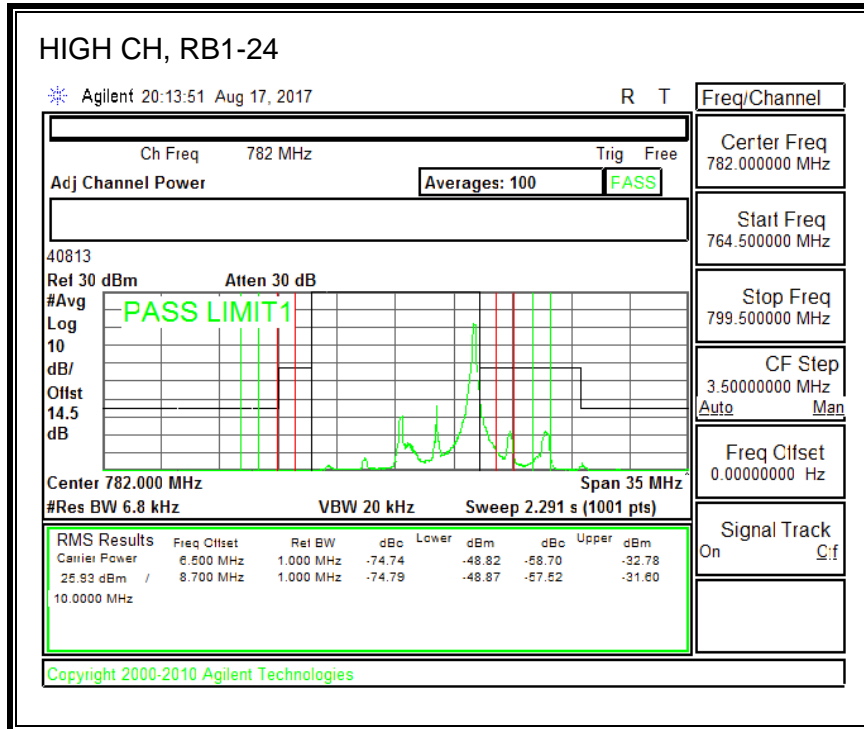 HIGH CH, RB1-24
Agilent 20:13:51 Aug 17, 2017 R T
Freq/Channel
Ch Freq 782 MHz Trig Free
Adj Channel Power Averages: 100 PASS
Center Freq
782.000000 MHz
Start Freq
764.500000 MHz
40813
Ref 30 dBm Atten 30 dB
#Avg
Log
10
dB/
Offst
14.5
dB
PASS LIMIT1
Stop Freq
799.500000 MHz
CF Step
3.50000000 MHz
Auto Man
Center 782.000 MHz Span 35 MHz
#Res BW 6.8 kHz VBW 20 kHz Sweep 2.291 s (1001 pts)
Freq Offset
0.00000000 Hz
RMS Results Freq Offset Ref BW dBc Lower dBm dBc Upper dBm
Carrier Power 6.500 MHz 1.000 MHz -74.74 -48.82 -58.70 -32.78
25.93 dBm / 8.700 MHz 1.000 MHz -74.79 -48.87 -57.52 -31.60
10.0000 MHz
Signal Track
On Off
Copyright 2000-2010 Agilent Technologies